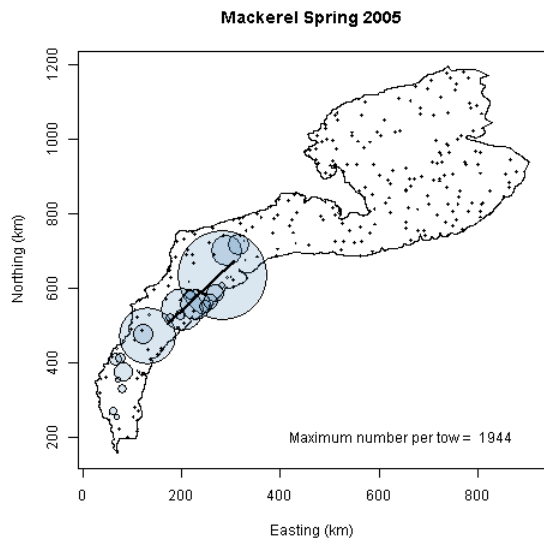 Mackerel Spring 2005
1200
1000
800
600
400
200
Northing (km)
Maximum number per tow = 1944
0 200 400 600 800
Easting (km)